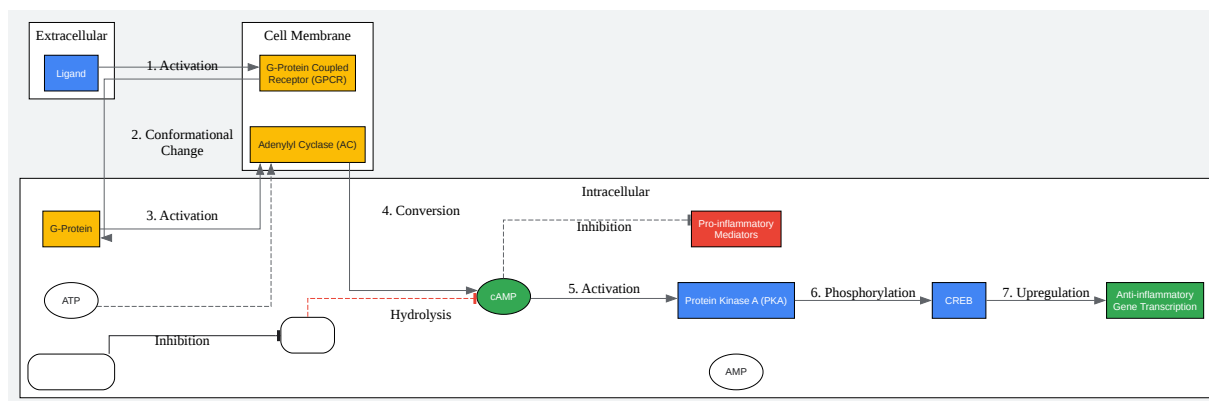 Extracellular
Cell Membrane
Ligand
1. Activation
G-Protein Coupled
Receptor (GPCR)
2. Conformational
Change
Adenylyl Cyclase (AC)
Intracellular
G-Protein
3. Activation
4. Conversion
Inhibition
Pro-inflammatory
Mediators
ATP
cAMP
5. Activation
Protein Kinase A (PKA)
6. Phosphorylation
CREB
7. Upregulation
Anti-inflammatory
Gene Transcription
Hydrolysis
Inhibition
AMP